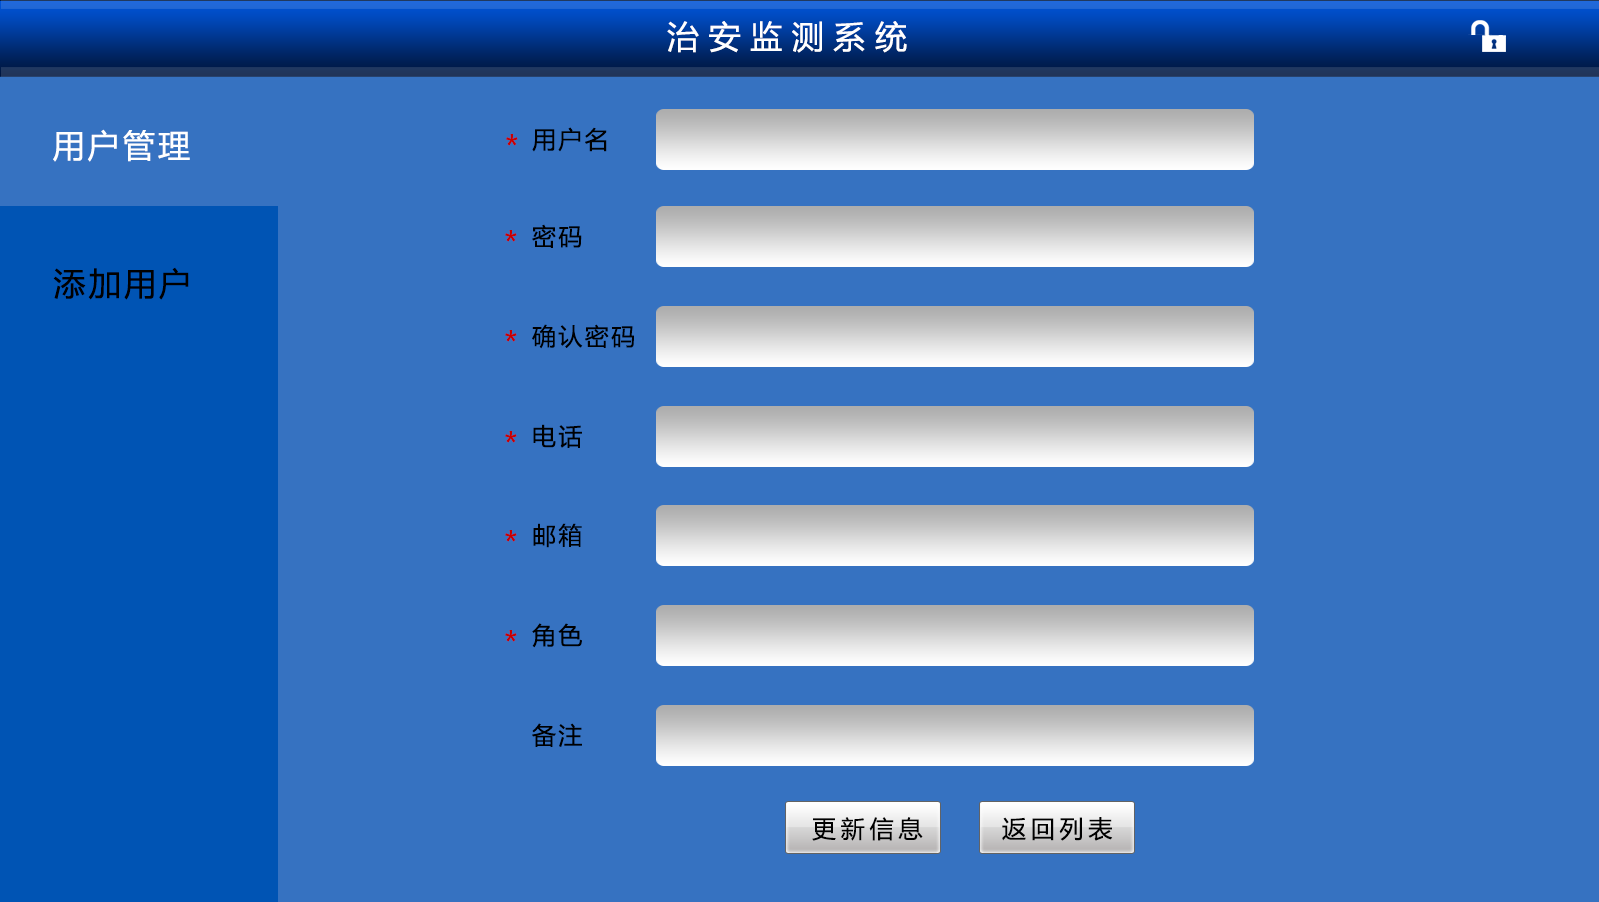 治安监测系统
用户管理
添加用户
* 用户名
* 密码
* 确认密码
* 电话
* 邮箱
* 角色
备注
更新信息
返回列表